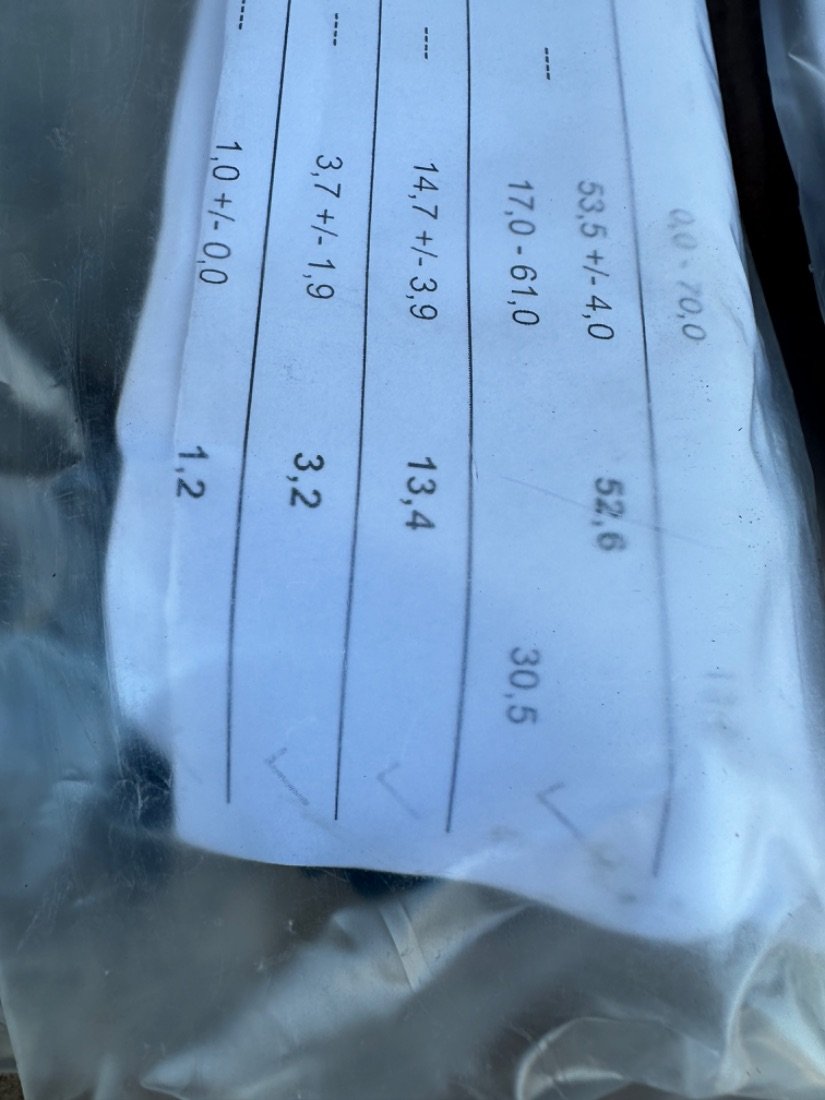 0,0 - 70,0
---- 53,5 +/- 4,0 52,6
17,0 - 61,0 30,5
---- 14,7 +/- 3,9 13,4
---- 3,7 +/- 1,9 3,2
---- 1,0 +/- 0,0 1,2